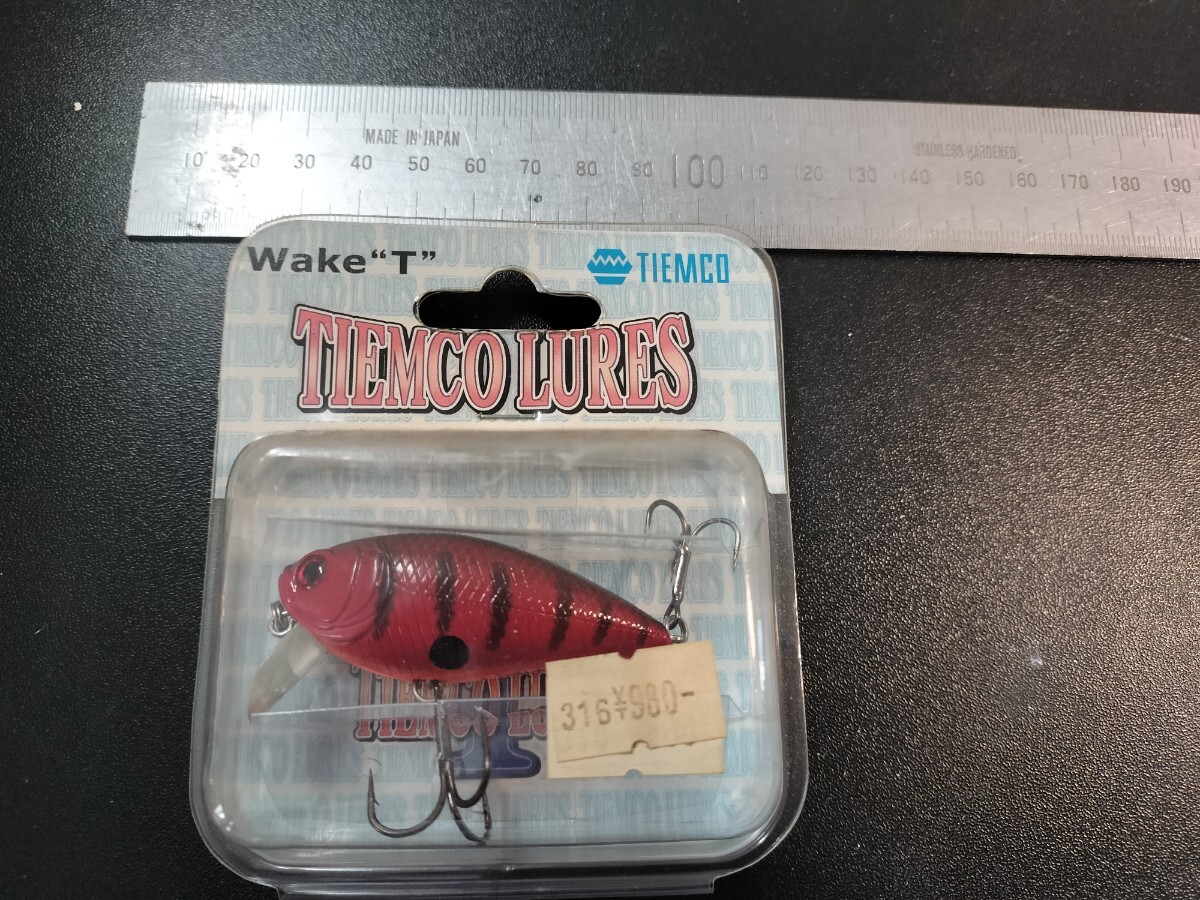 MADE IN JAPAN
STAINLESS HARDENED
10 20 30 40 50 60 70 80 90 100 110 120 130 140 150 160 170 180 190
Wake “T”
TIEMCO
TIEMCO LURES
316 ¥980-